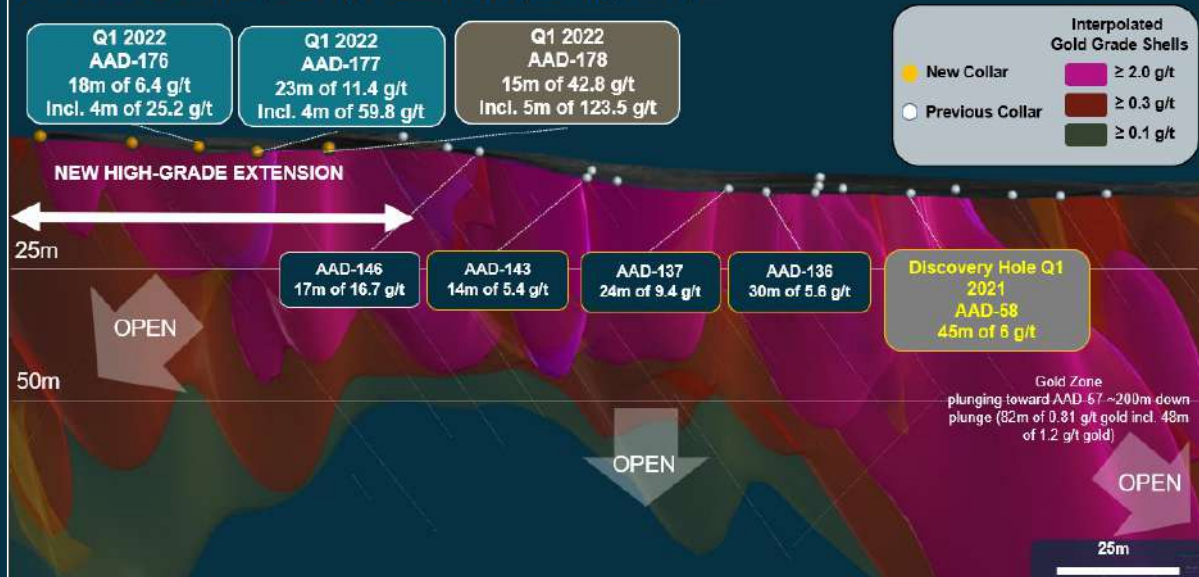 Q1 2022
AAD-176
18m of 6.4 g/t
Incl. 4m of 25.2 g/t
Q1 2022
AAD-177
23m of 11.4 g/t
Incl. 4m of 59.8 g/t
Q1 2022
AAD-178
15m of 42.8 g/t
Incl. 5m of 123.5 g/t
Interpolated
Gold Grade Shells
New Collar
Previous Collar
≥ 2.0 g/t
≥ 0.3 g/t
≥ 0.1 g/t
NEW HIGH-GRADE EXTENSION
25m
AAD-146
17m of 16.7 g/t
AAD-143
14m of 5.4 g/t
AAD-137
24m of 9.4 g/t
AAD-136
30m of 5.6 g/t
Discovery Hole Q1
2021
AAD-58
45m of 6 g/t
OPEN
50m
Gold Zone
plunging toward AAD-57 ~200m down
plunge (82m of 0.81 g/t gold incl. 48m
of 1.2 g/t gold)
OPEN
OPEN
25m